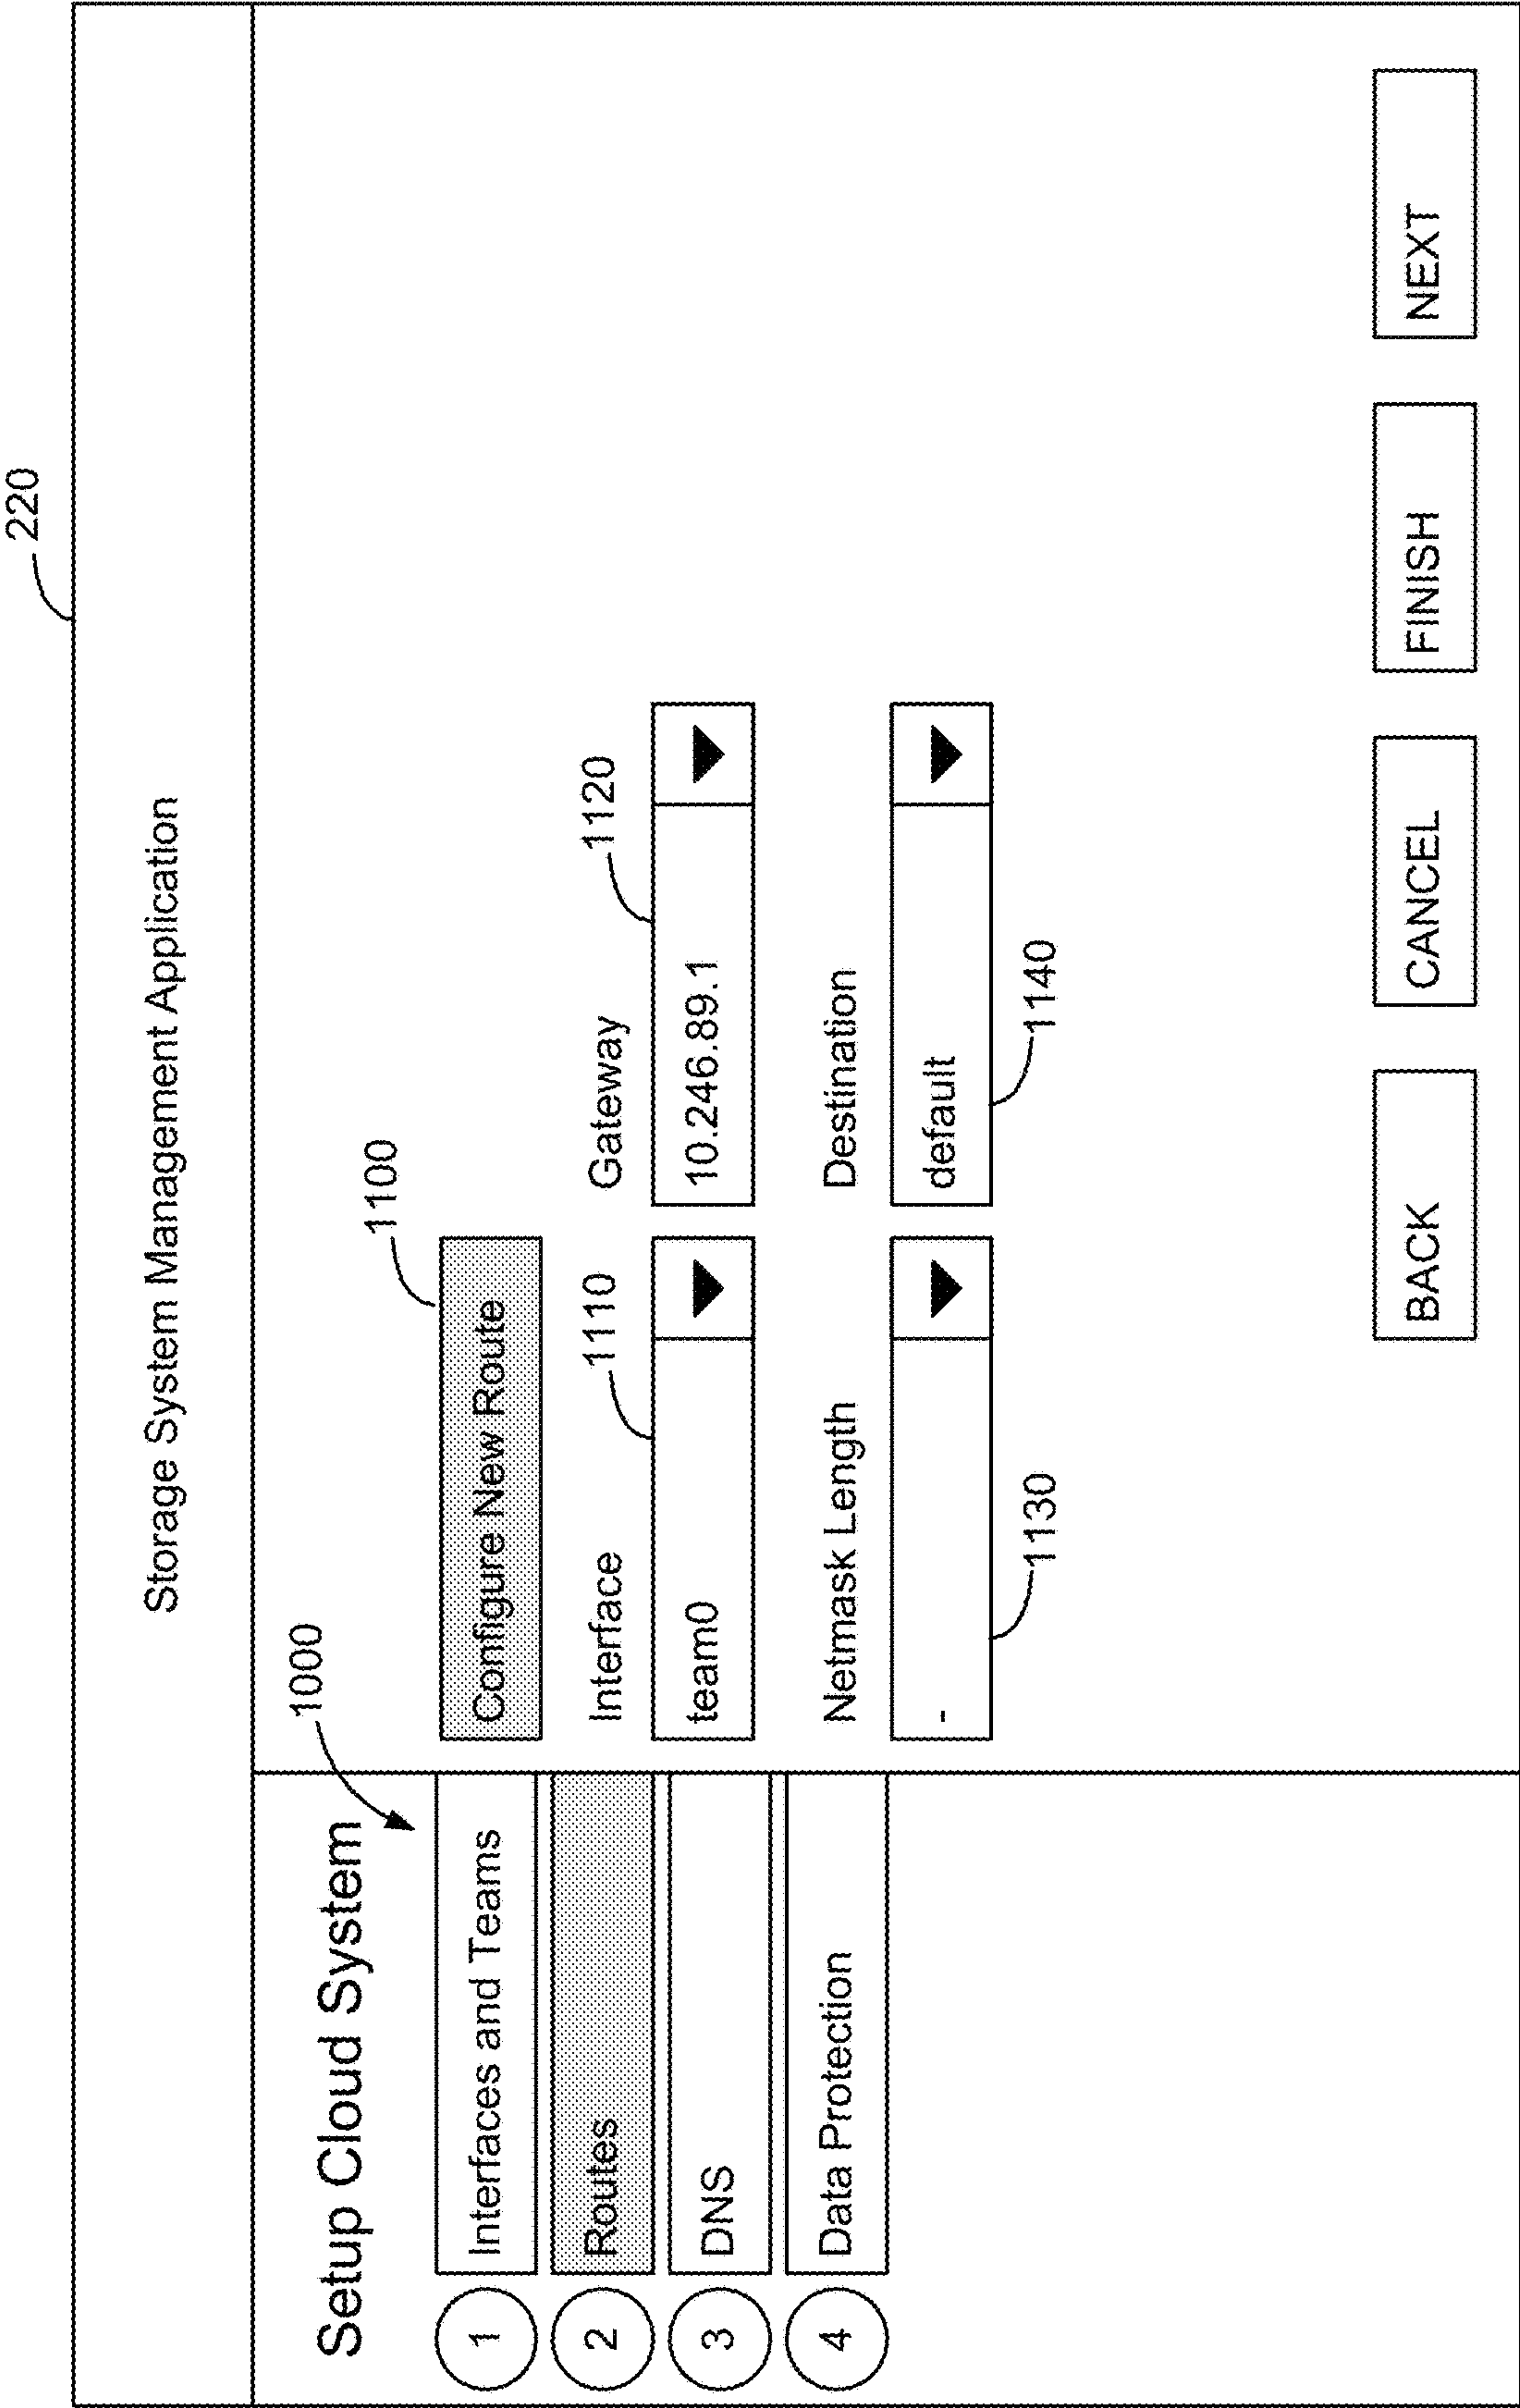 220
Storage System Management Application
Setup Cloud System
1000
1 Interfaces and Teams
2 Routes
3 DNS
4 Data Protection
1100
Configure New Route
Interface
1110
team0
Gateway
1120
10.246.89.1
Netmask Length
-
1130
Destination
default
1140
BACK
CANCEL
FINISH
NEXT